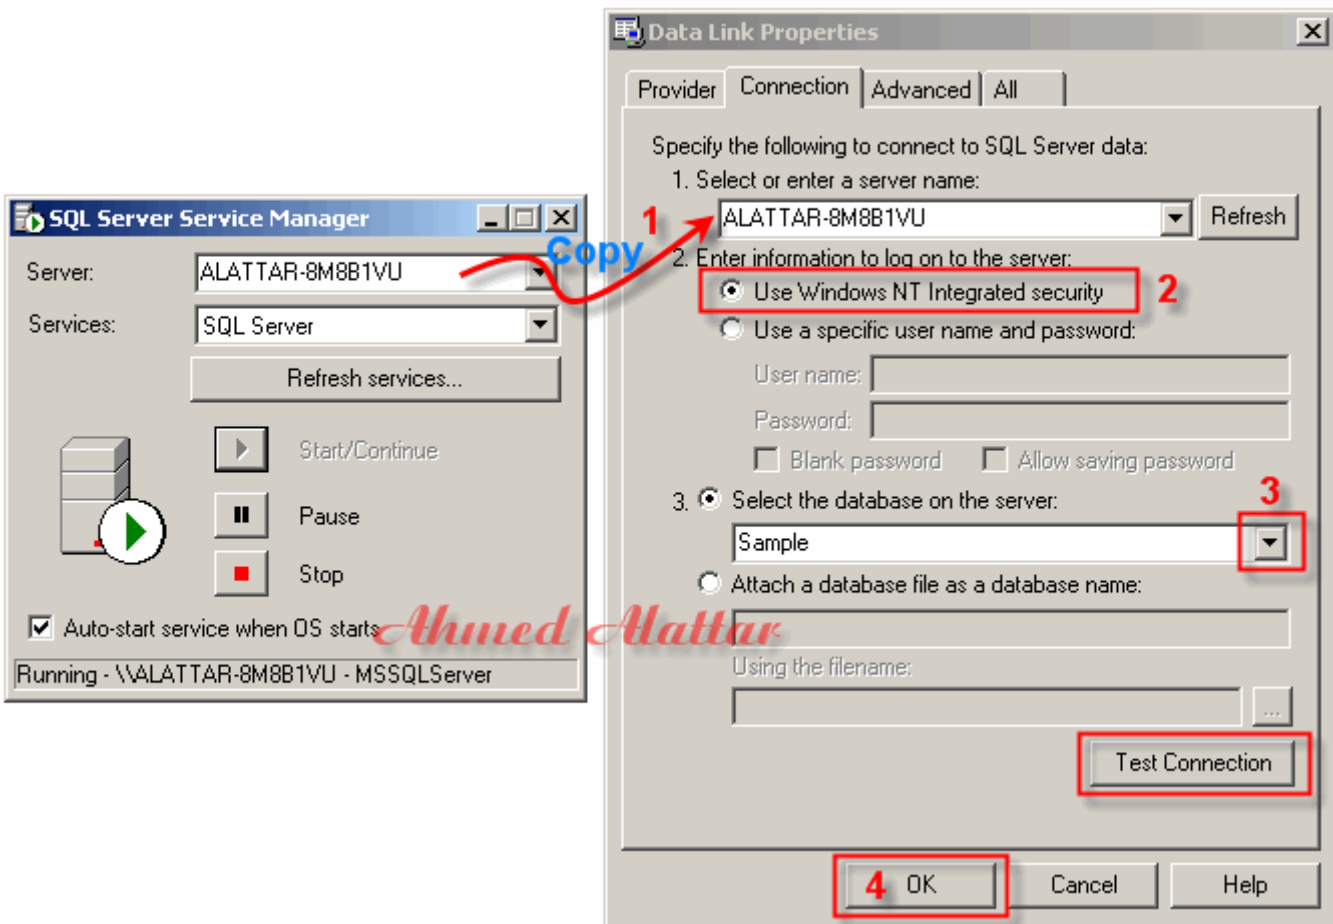 SQL Server Service Manager
Server: ALATTAR-8M8B1VU
Services: SQL Server
Refresh services...
Start/Continue
Pause
Stop
Auto-start service when OS starts
Running - \\ALATTAR-8M8B1VU - MSSQLServer
Copy
Ahmed Alattar
Data Link Properties
Provider Connection Advanced All
Specify the following to connect to SQL Server data:
1. Select or enter a server name:
1 ALATTAR-8M8B1VU Refresh
2. Enter information to log on to the server:
Use Windows NT Integrated security 2
Use a specific user name and password:
User name:
Password:
Blank password Allow saving password
3. Select the database on the server: 3
Sample
Attach a database file as a database name:
Using the filename:
...
Test Connection
4 OK Cancel Help